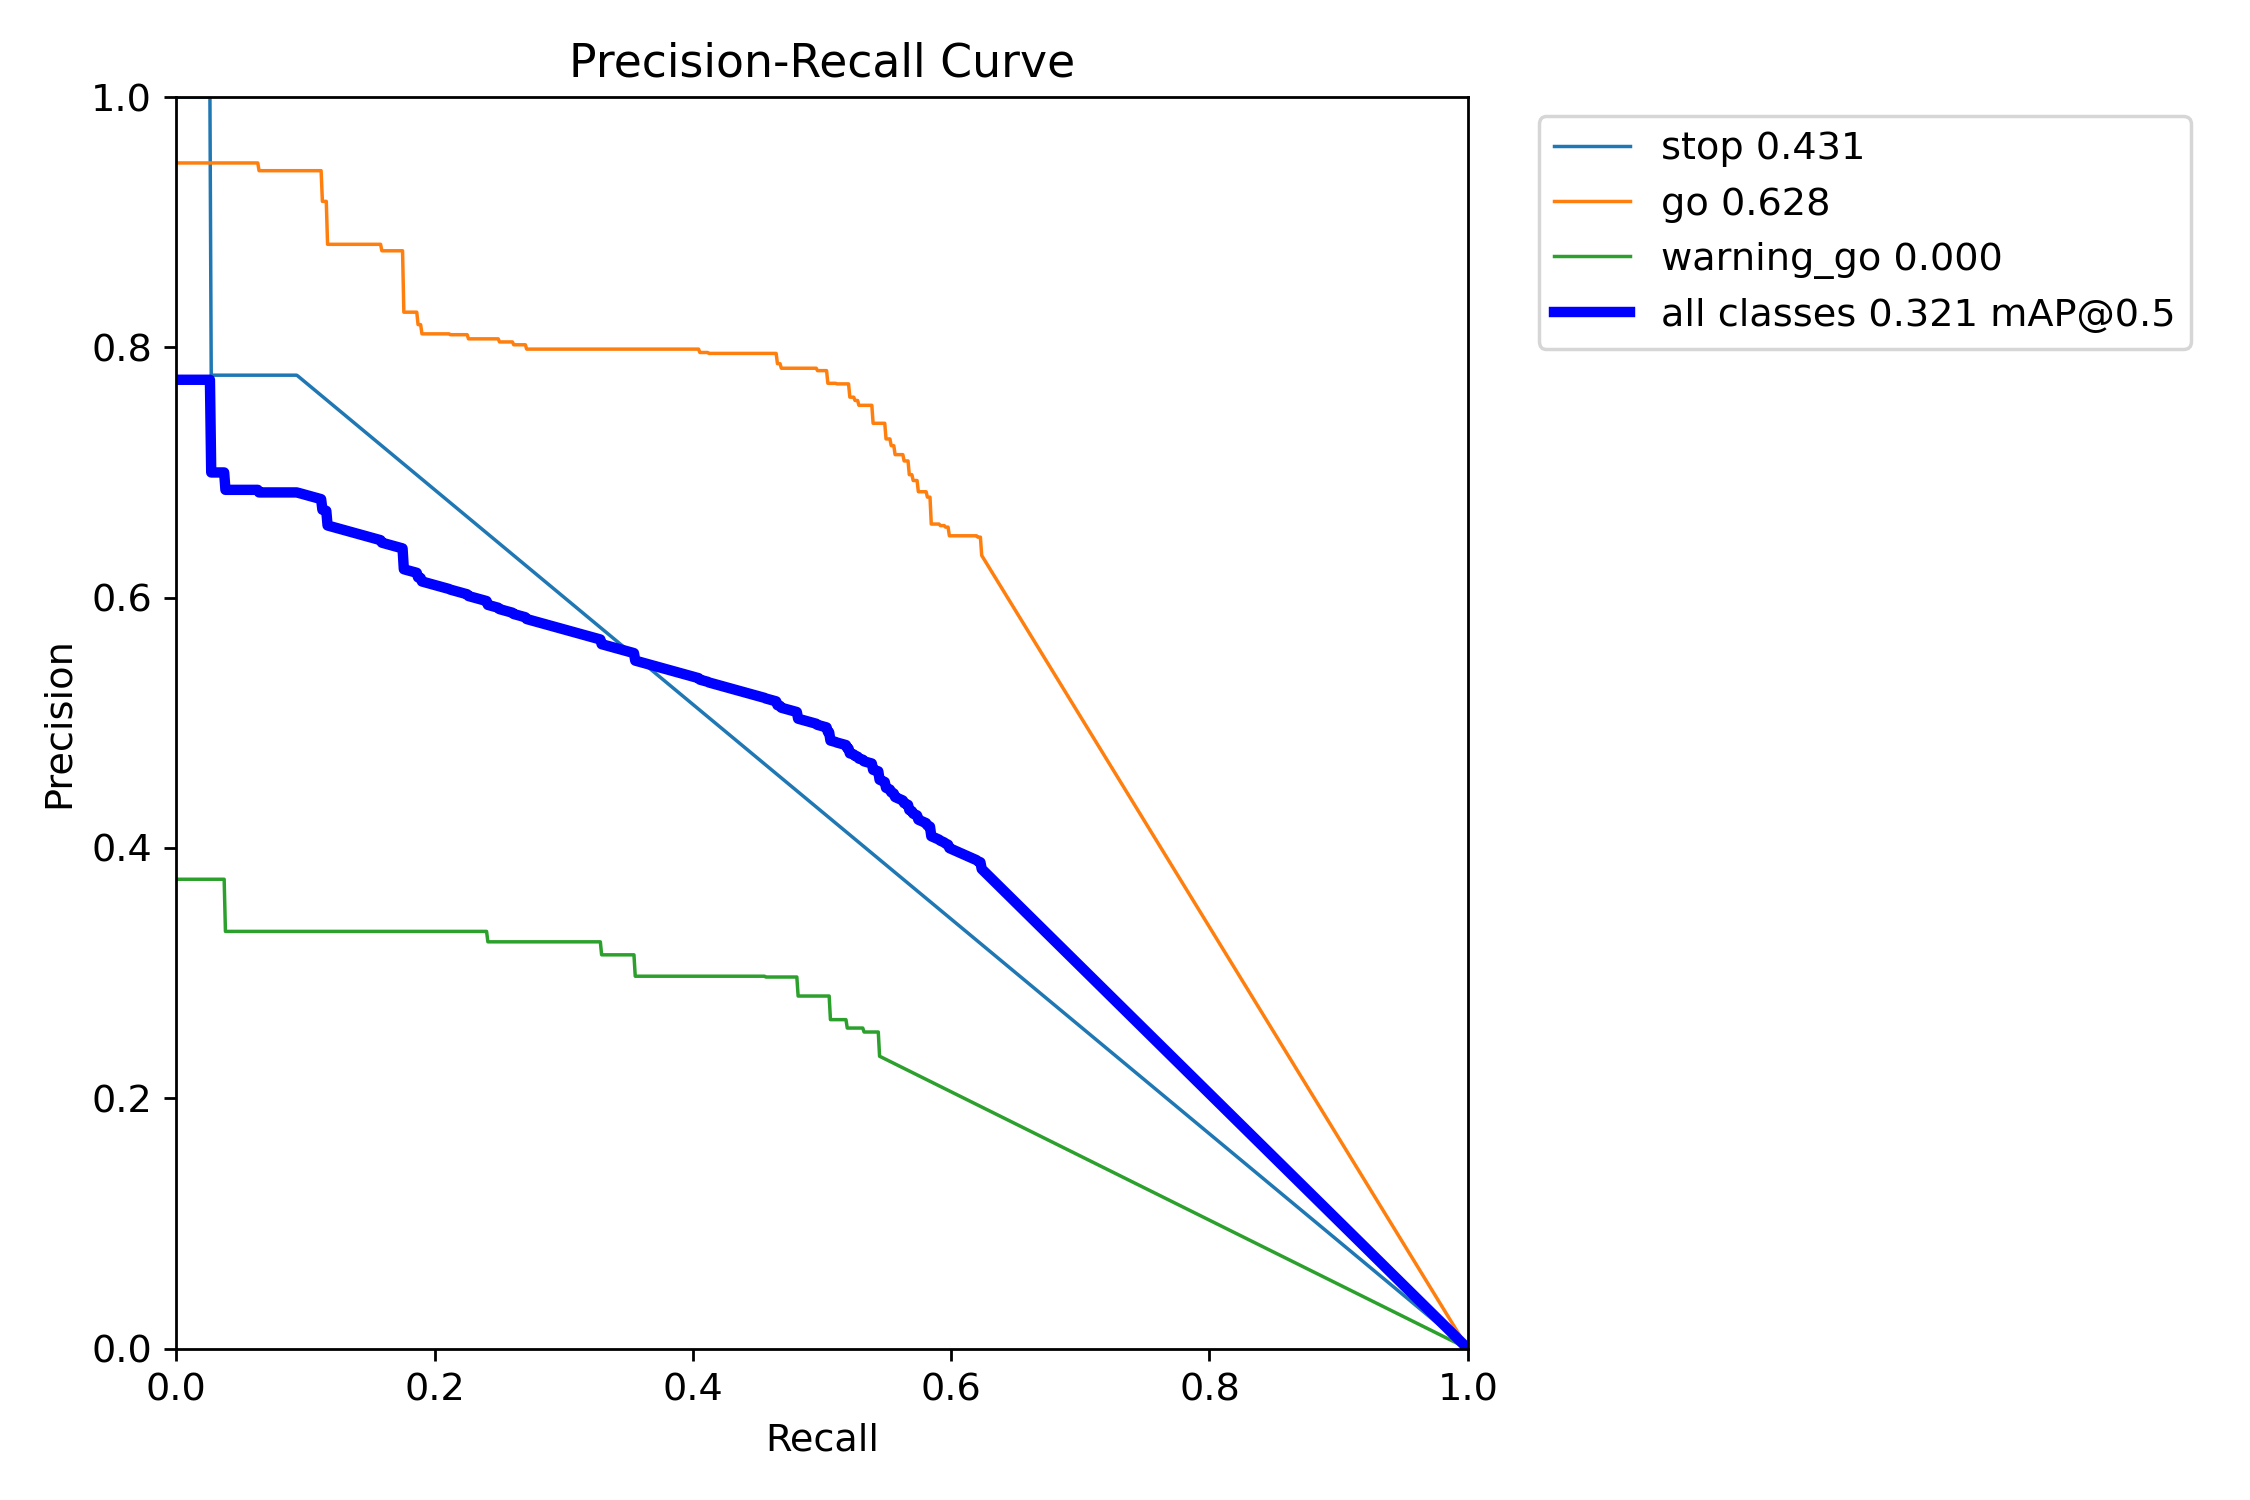 Precision-Recall Curve
1.0
0.8
0.6
0.4
0.2
0.0
Precision
0.0 0.2 0.4 0.6 0.8 1.0
Recall
stop 0.431
go 0.628
warning_go 0.000
all classes 0.321 mAP@0.5